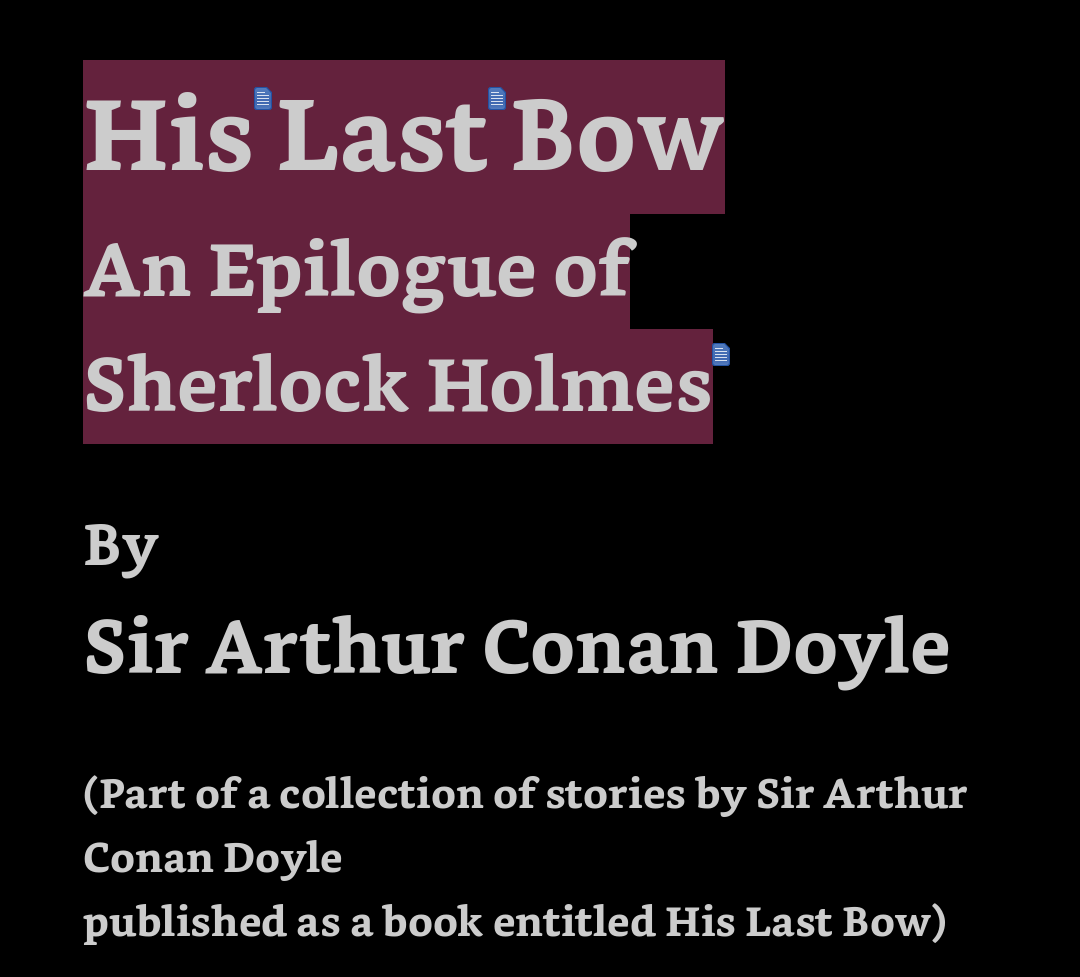 His Last Bow
An Epilogue of
Sherlock Holmes
By
Sir Arthur Conan Doyle
(Part of a collection of stories by Sir Arthur
Conan Doyle
published as a book entitled His Last Bow)